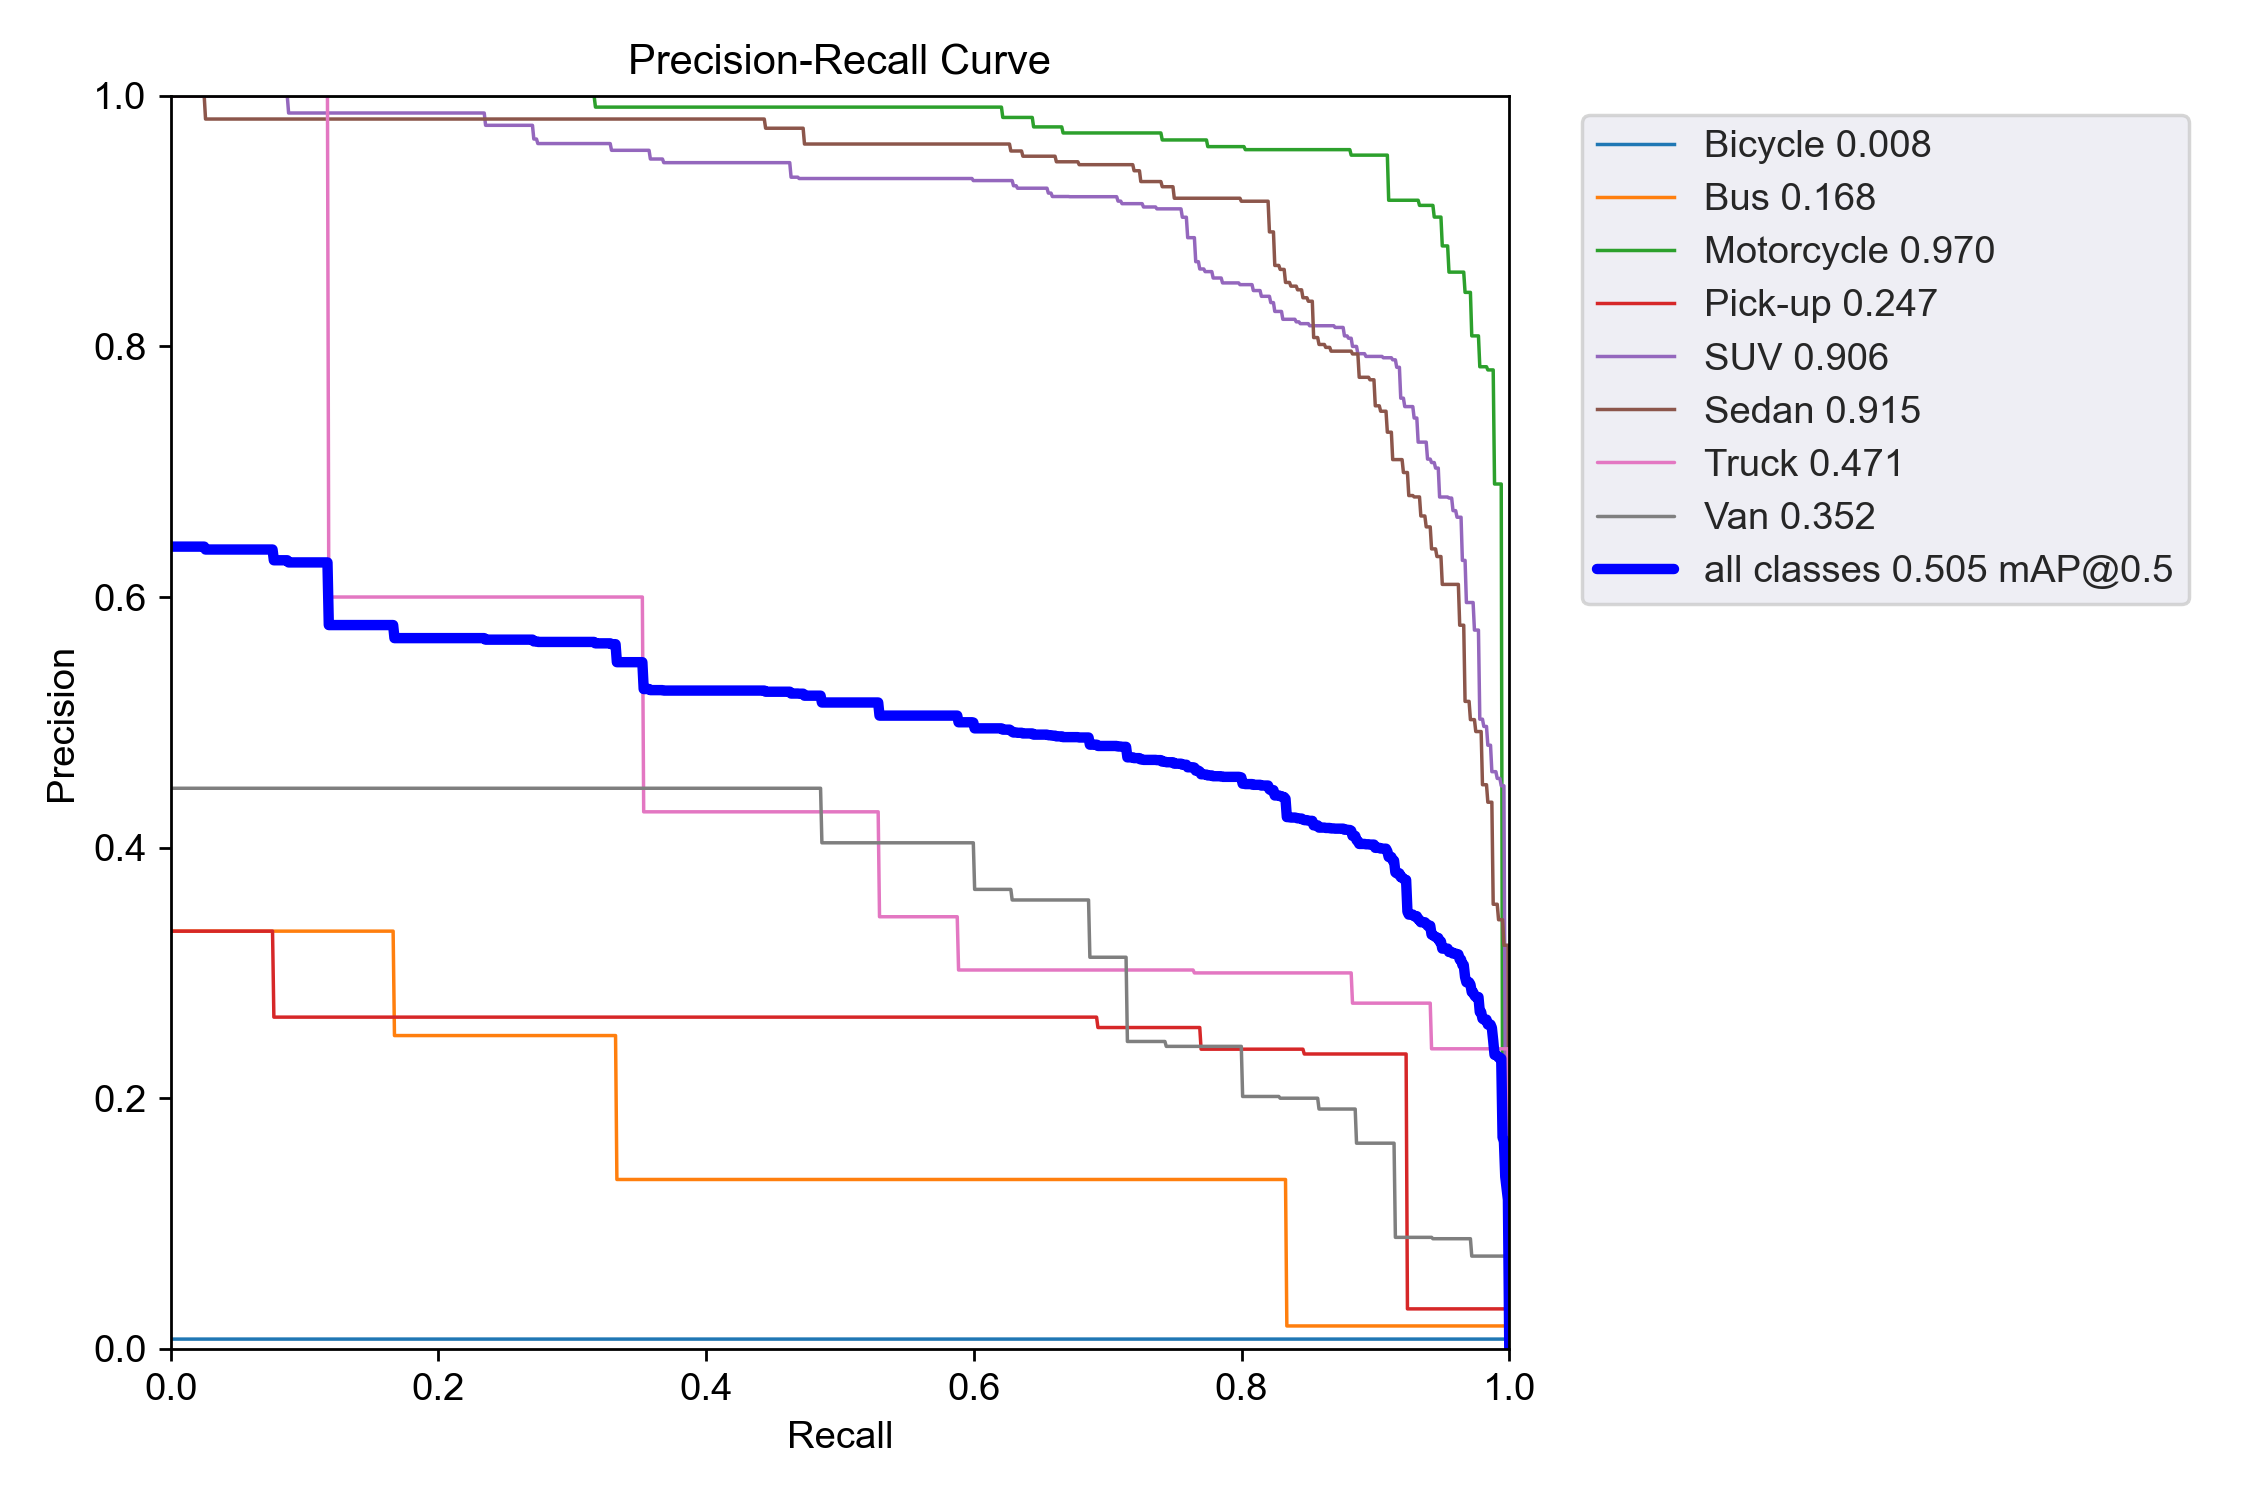 Precision-Recall Curve
1.0
0.8
0.6
0.4
0.2
0.0
Precision
0.0 0.2 0.4 0.6 0.8 1.0
Recall
Bicycle 0.008
Bus 0.168
Motorcycle 0.970
Pick-up 0.247
SUV 0.906
Sedan 0.915
Truck 0.471
Van 0.352
all classes 0.505 mAP@0.5